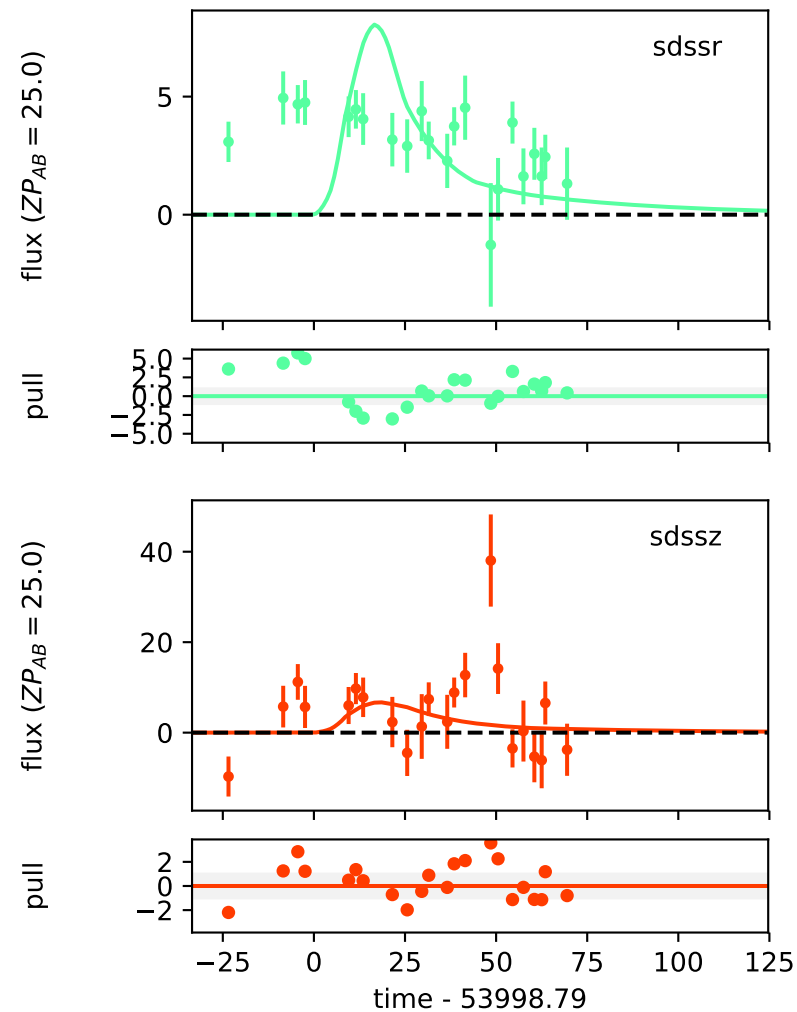 sdssr
flux (ZP_AB = 25.0)
5
0
pull
5.0
2.5
0.0
−2.5
−5.0
sdssz
flux (ZP_AB = 25.0)
40
20
0
pull
2
0
−2
−25 0 25 50 75 100 125
time - 53998.79